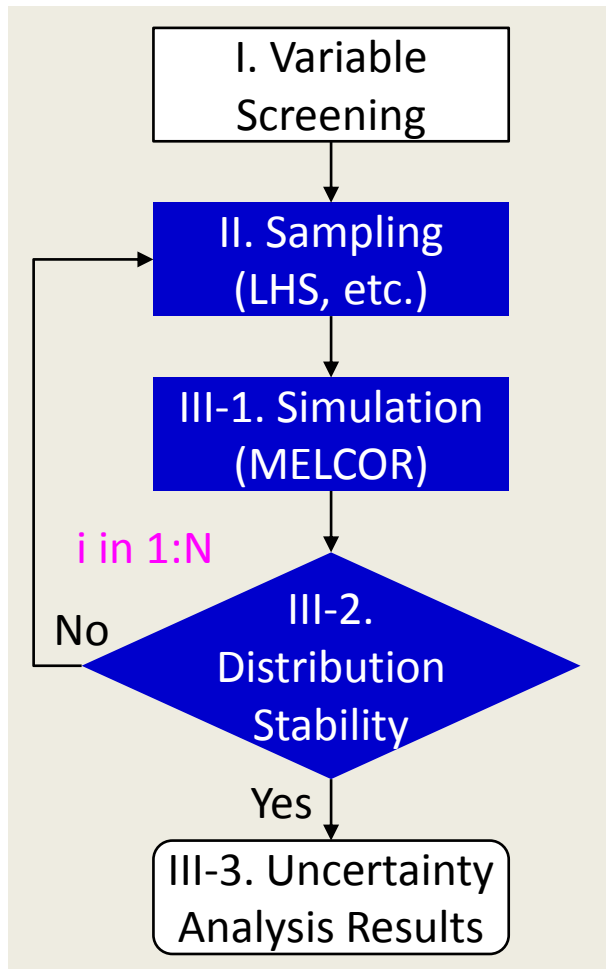 I. Variable
Screening
II. Sampling
(LHS, etc.)
III-1. Simulation
(MELCOR)
i in 1:N
No
III-2.
Distribution
Stability
Yes
III-3. Uncertainty
Analysis Results